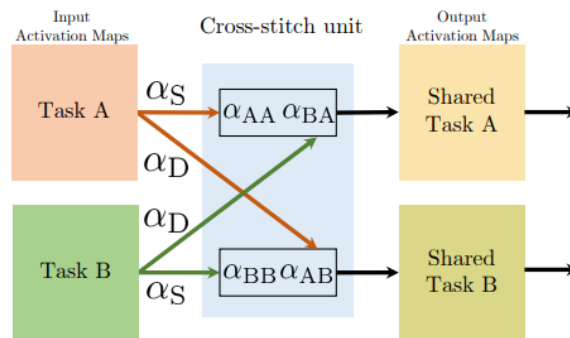 Input
Activation Maps
Cross-stitch unit
Output
Activation Maps
Task A
αS
αAA αBA
Shared
Task A
αD
αD
Task B
αS
αBB αAB
Shared
Task B